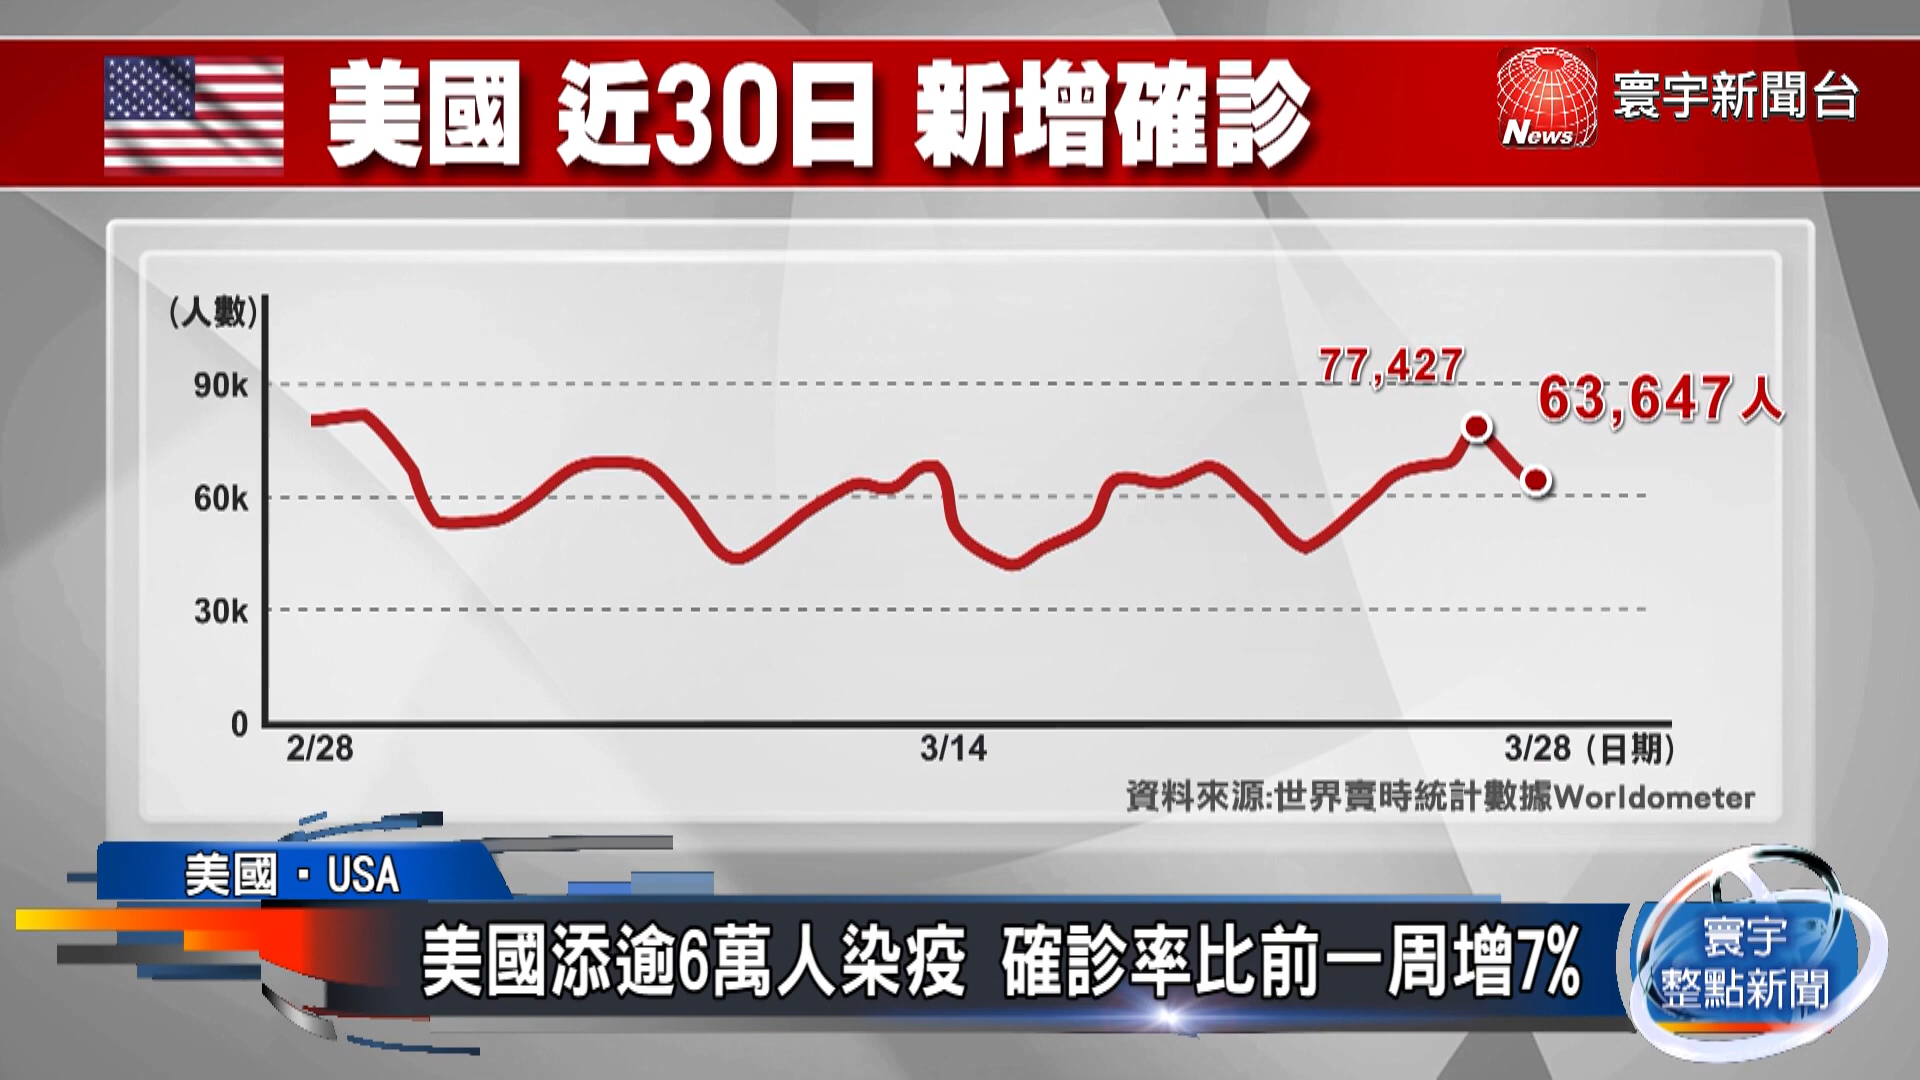 美國 近30日 新增確診
News 寰宇新聞台
(人數)
90k
60k
30k
0
77,427
63,647人
2/28 3/14 3/28 (日期)
資料來源:世界實時統計數據Worldometer
美國·USA
美國添逾6萬人染疫 確診率比前一周增7%
寰宇
整點新聞